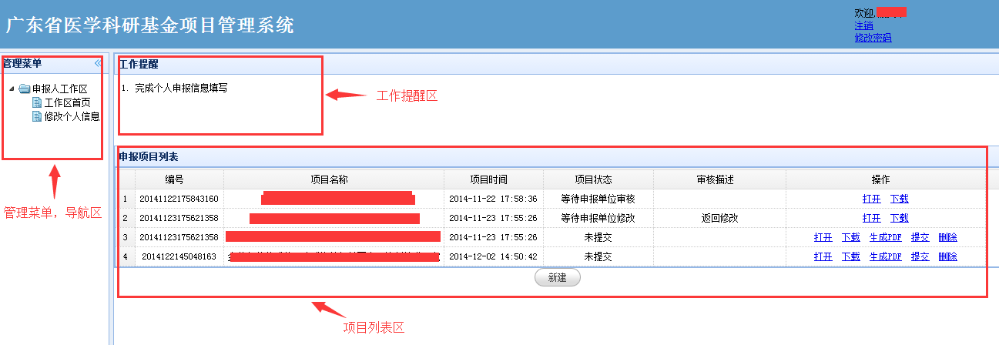 广东省医学科研基金项目管理系统
欢迎,
注销
修改密码
管理菜单
申报人工作区
工作区首页
修改个人信息
管理菜单，导航区
工作提醒
1. 完成个人申报信息填写
工作提醒区
申报项目列表
编号 项目名称 项目时间 项目状态 审核描述 操作
1 20141122175843160 2014-11-22 17:58:36 等待申报单位审核 打开 下载
2 20141123175621358 2014-11-23 17:55:26 等待申报单位修改 返回修改 打开 下载
3 20141123175621358 2014-11-23 17:55:26 未提交 打开 下载 生成PDF 提交 删除
4 2014122145048163 2014-12-02 14:50:42 未提交 打开 下载 生成PDF 提交 删除
新建
项目列表区